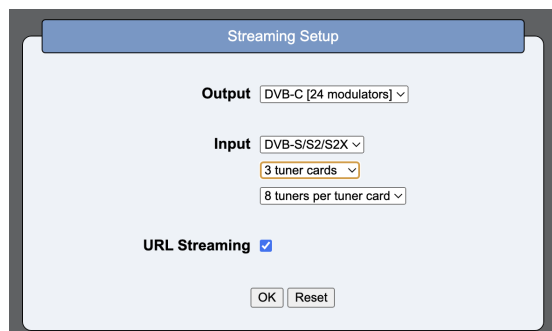 Streaming Setup
Output DVB-C [24 modulators]
Input DVB-S/S2/S2X
3 tuner cards
8 tuners per tuner card
URL Streaming
OK Reset